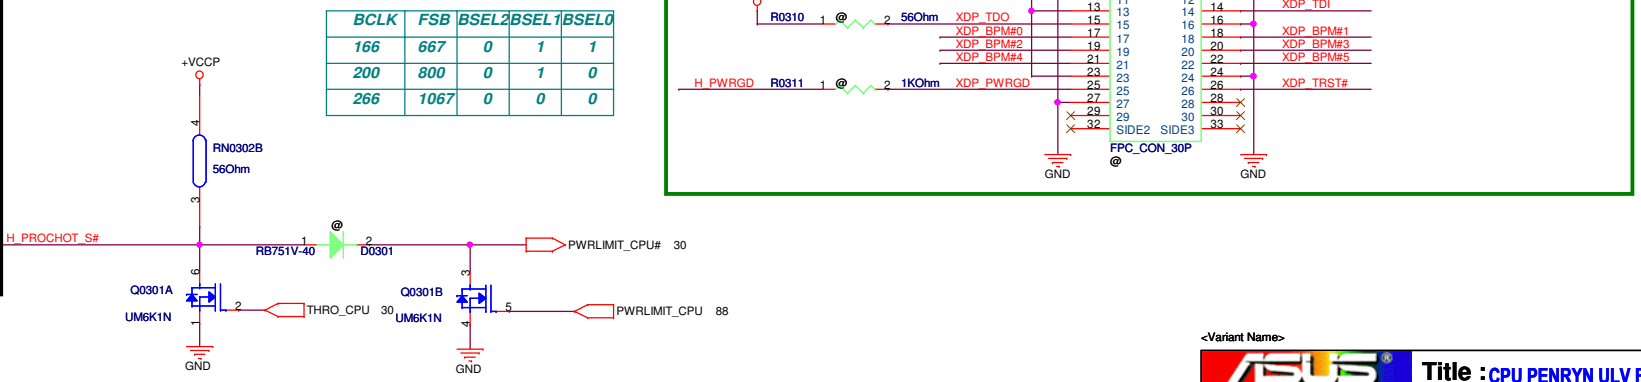 BCLK FSB BSEL2 BSEL1 BSEL0
166 667 0 1 1
200 800 0 1 0
266 1067 0 0 0
+VCCP
4
RN0302B
56Ohm
3
H_PROCHOT_S#
1 @ 2
RB751V-40 D0301
PWRLIMIT_CPU# 30
6
Q0301A
UM6K1N
2
THRO_CPU 30
1
GND
3
Q0301B
UM6K1N
5
PWRLIMIT_CPU 88
4
GND
R0310 1 @ 2 56Ohm XDP_TDO
XDP_BPM#0
XDP_BPM#2
XDP_BPM#4
H_PWRGD R0311 1 @ 2 1KOhm XDP_PWRGD
13 13 14 14 XDP_TDI
15 15 16 16
17 17 18 18 XDP_BPM#1
19 19 20 20 XDP_BPM#3
21 21 22 22 XDP_BPM#5
23 23 24 24
25 25 26 26 XDP_TRST#
27 27 28 28
29 29 30 30
32 SIDE2 SIDE3 33
FPC_CON_30P
@
GND
GND
<Variant Name>
ASUS ®
Title : CPU PENRYN ULV